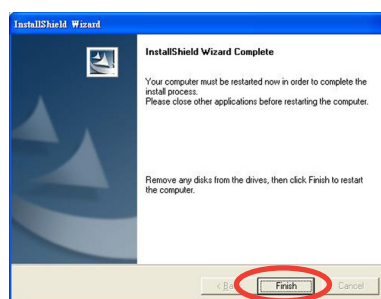 InstallShield Wizard
InstallShield Wizard Complete
Your computer must be restarted now in order to complete the
install process.
Please close other applications before restarting the computer.
Remove any disks from the drives, then click Finish to restart
the computer.
Finish
Cancel